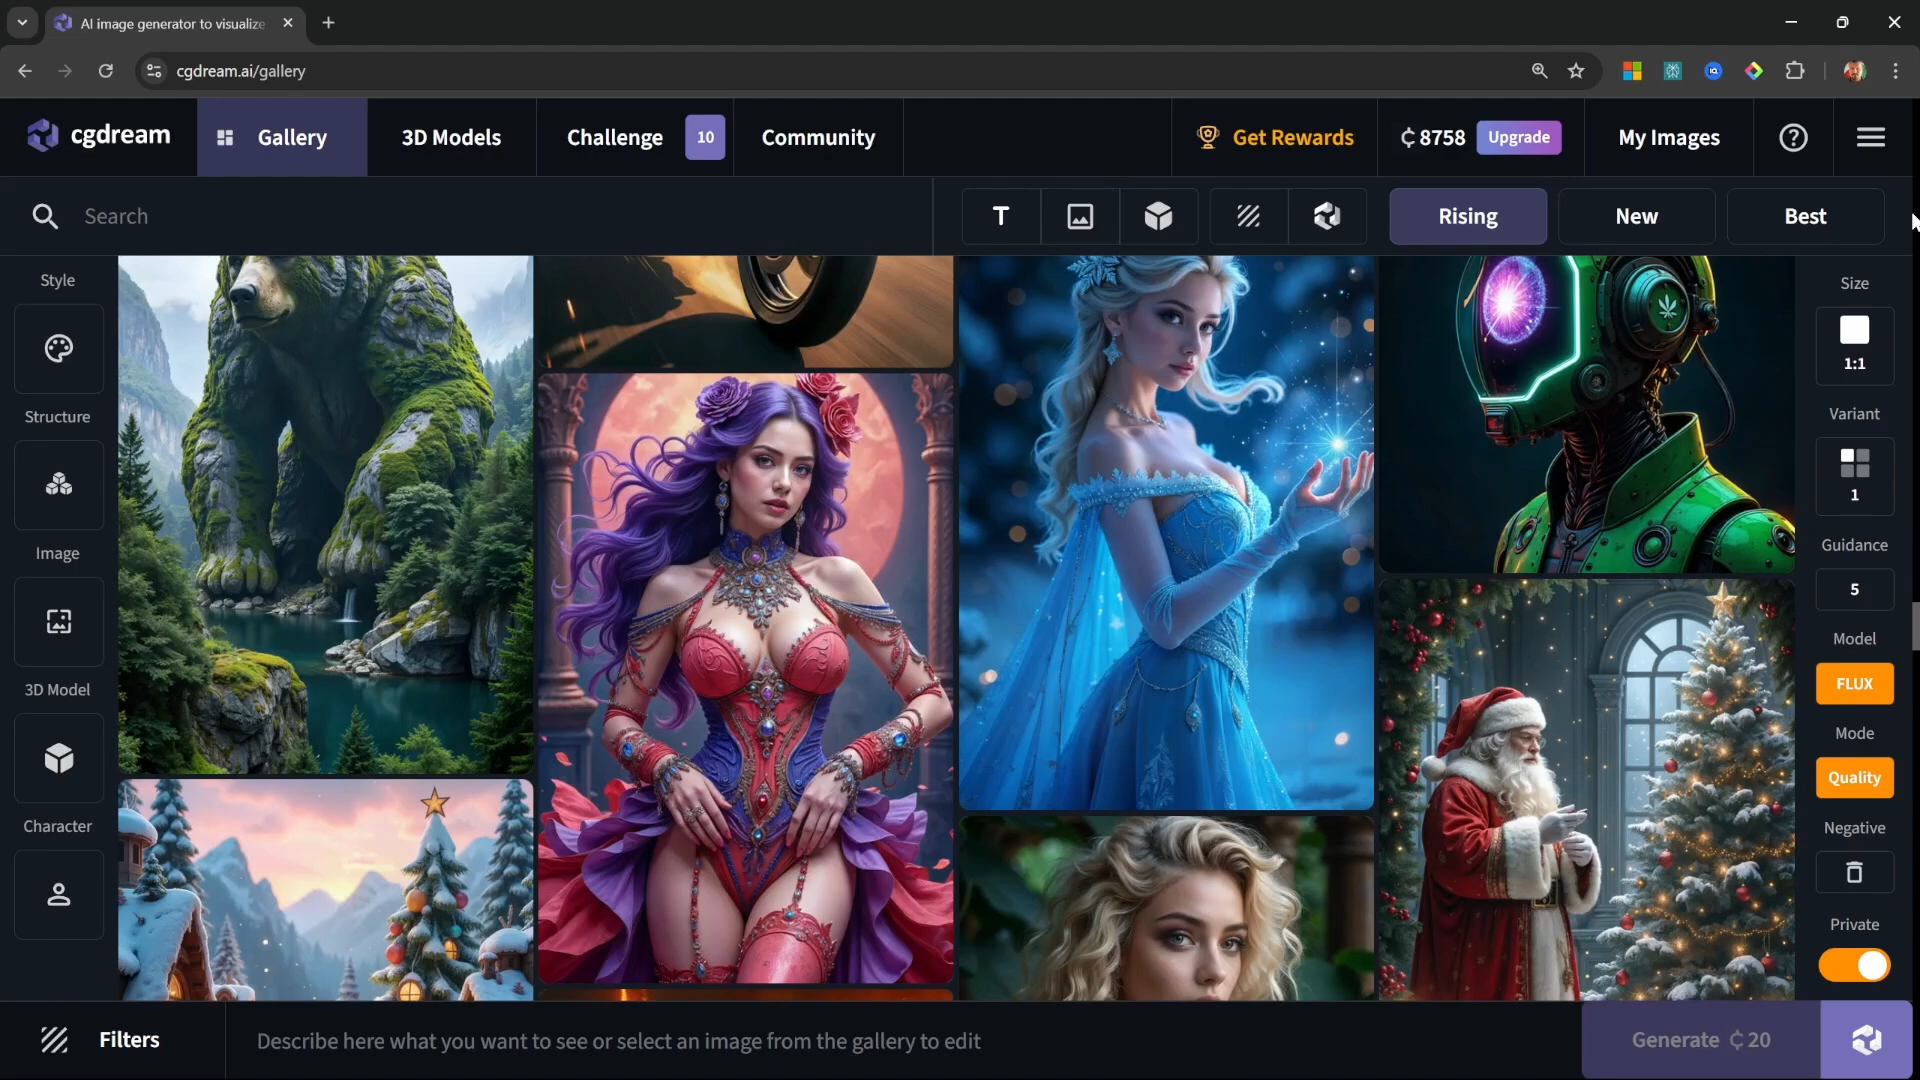 AI image generator to visualize
cgdream.ai/gallery
cgdream
Gallery
3D Models
Challenge 10
Community
Get Rewards
₵8758 Upgrade
My Images
Search
T
Rising
New
Best
Style
Structure
Image
3D Model
Character
Size
1:1
Variant
1
Guidance
5
Model
FLUX
Mode
Quality
Negative
Private
Filters
Describe here what you want to see or select an image from the gallery to edit
Generate ₵ 20